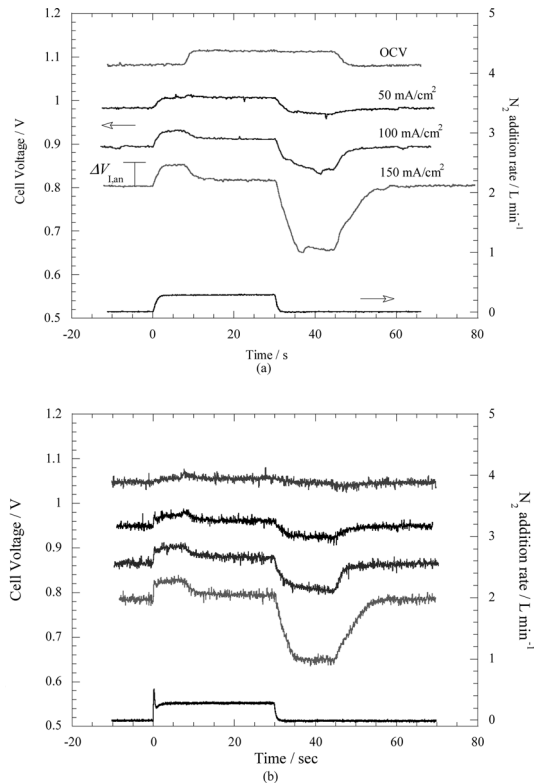 1.2
1.1
1
0.9
0.8
0.7
0.6
0.5
Cell Voltage / V
OCV
50 mA/cm²
100 mA/cm²
150 mA/cm²
ΔV I,an
5
4
3
2
1
0
N₂ addition rate / L min⁻¹
-20 0 20 40 60 80
Time / s
(a)
1.2
1.1
1
0.9
0.8
0.7
0.6
0.5
Cell Voltage / V
5
4
3
2
1
0
N₂ addition rate / L min⁻¹
-20 0 20 40 60 80
Time / sec
(b)